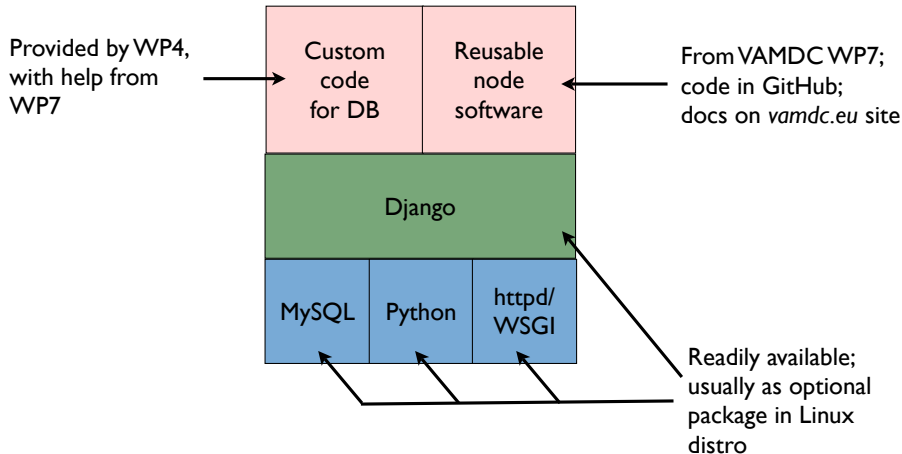 Provided by WP4,
with help from
WP7
Custom
code
for DB
Reusable
node
software
From VAMDC WP7;
code in GitHub;
docs on vamdc.eu site
Django
MySQL
Python
httpd/
WSGI
Readily available;
usually as optional
package in Linux
distro